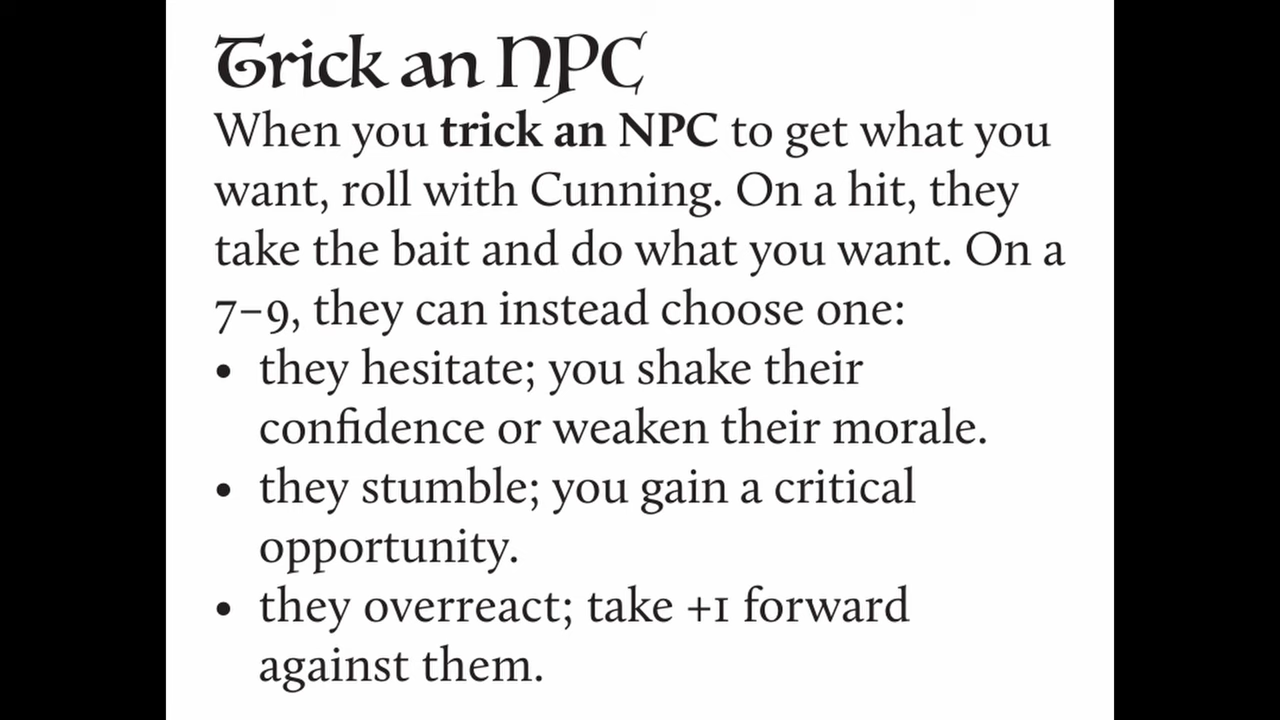 Trick an NPC
When you trick an NPC to get what you
want, roll with Cunning. On a hit, they
take the bait and do what you want. On a
7–9, they can instead choose one:
• they hesitate; you shake their
confidence or weaken their morale.
• they stumble; you gain a critical
opportunity.
• they overreact; take +1 forward
against them.